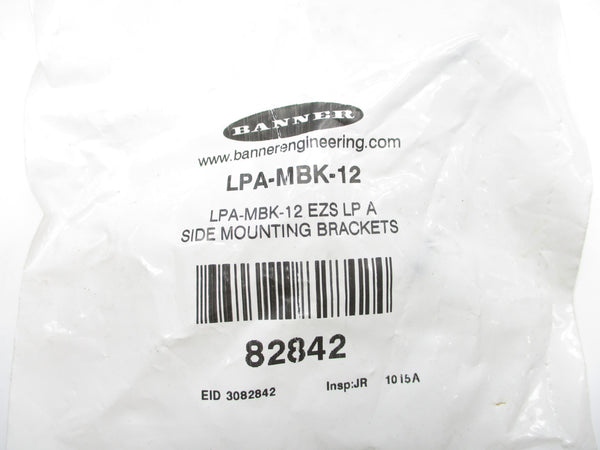 BANNER
www.bannerengineering.com
LPA-MBK-12
LPA-MBK-12 EZS LP A
SIDE MOUNTING BRACKETS
82842
EID 3082842 Insp:JR 1015A